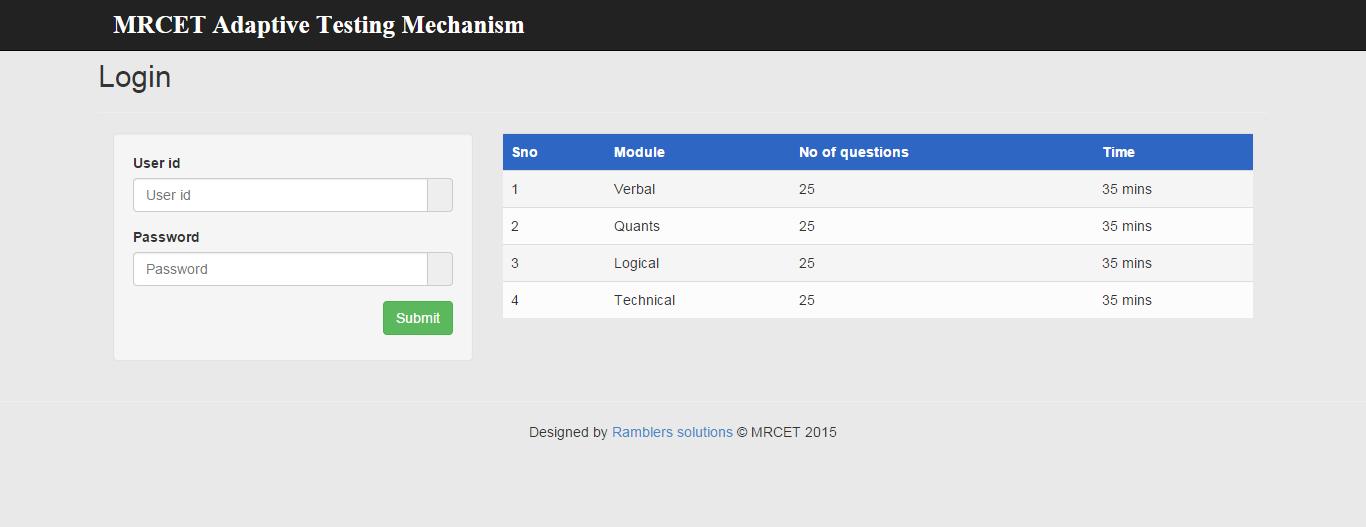 MRCET Adaptive Testing Mechanism
Login
User id
User id
Password
Password
Submit
Sno Module No of questions Time
1 Verbal 25 35 mins
2 Quants 25 35 mins
3 Logical 25 35 mins
4 Technical 25 35 mins
Designed by Ramblers solutions © MRCET 2015